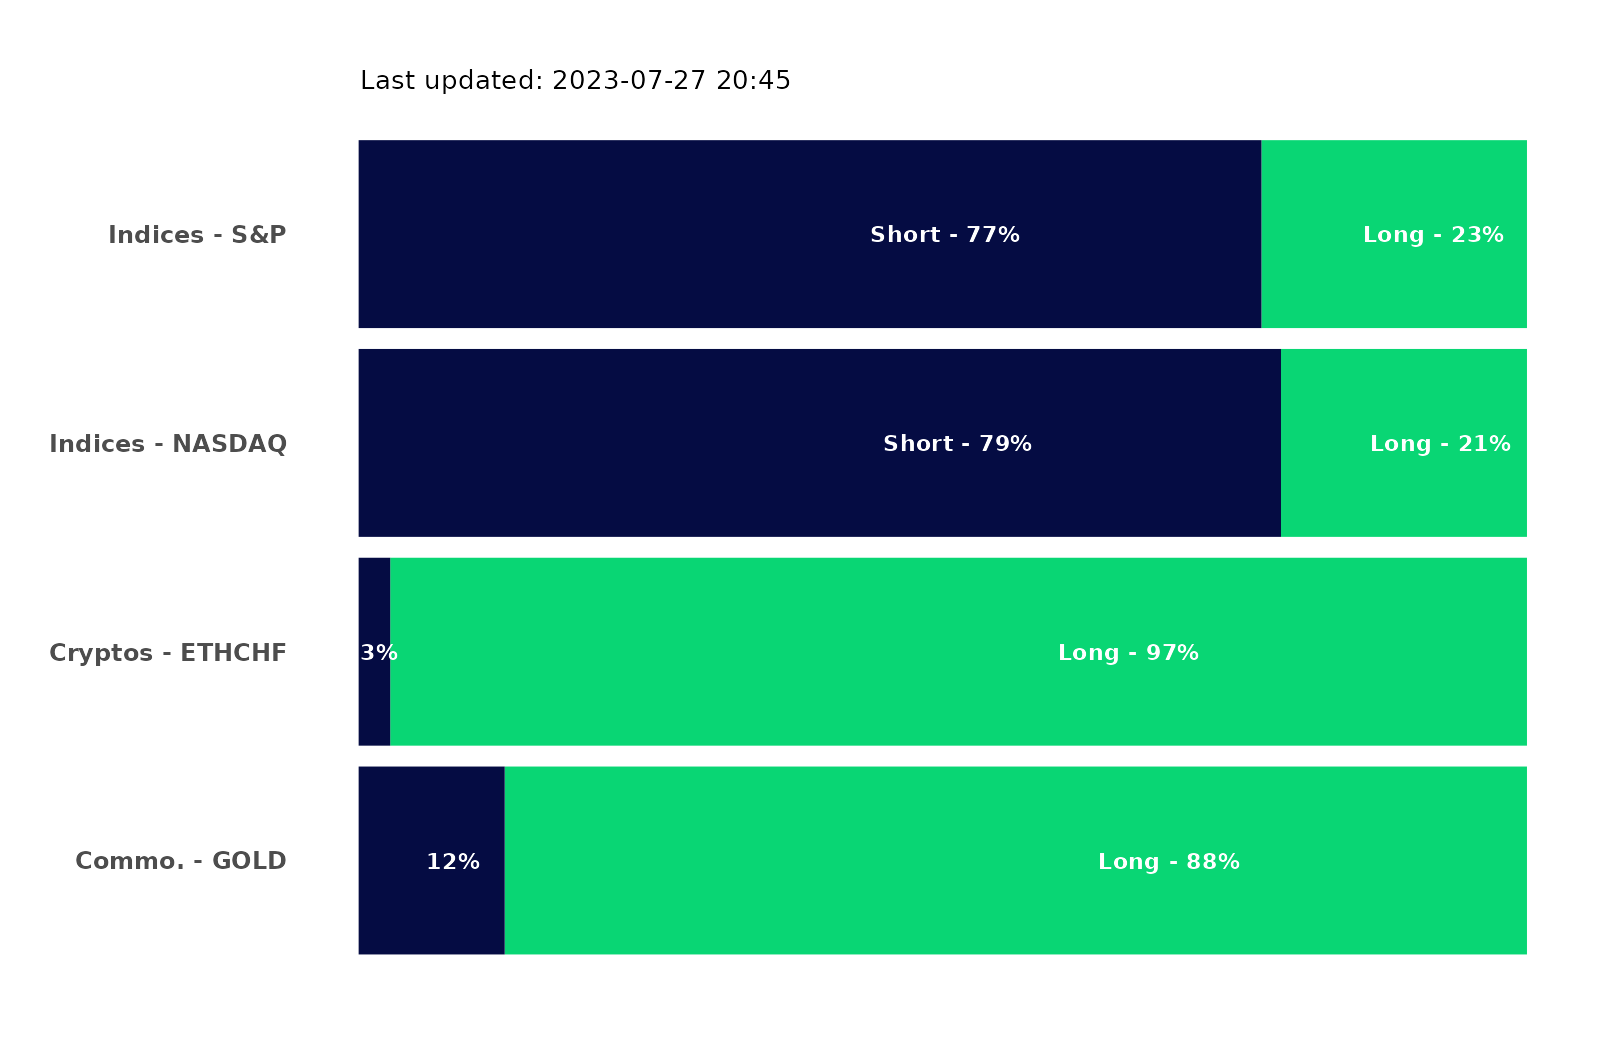 Last updated: 2023-07-27 20:45
Indices - S&P
Short - 77%
Long - 23%
Indices - NASDAQ
Short - 79%
Long - 21%
Cryptos - ETHCHF
3%
Long - 97%
Commo. - GOLD
12%
Long - 88%